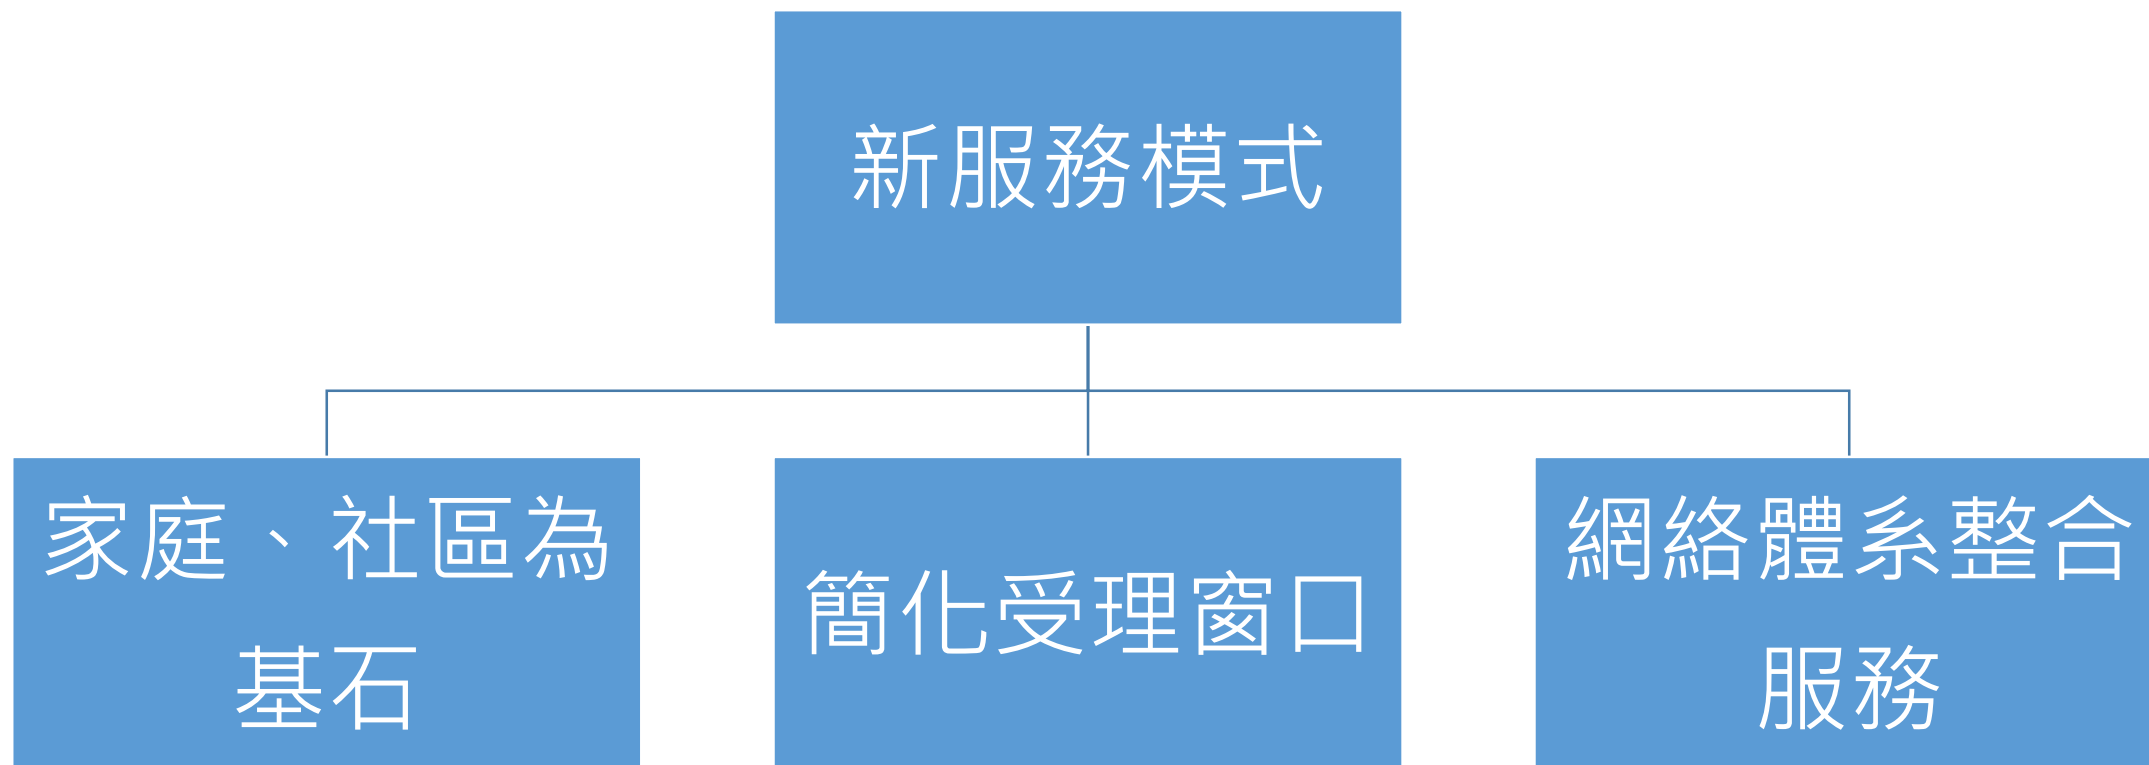 新服務模式
家庭、社區為
基石
簡化受理窗口
網絡體系整合
服務